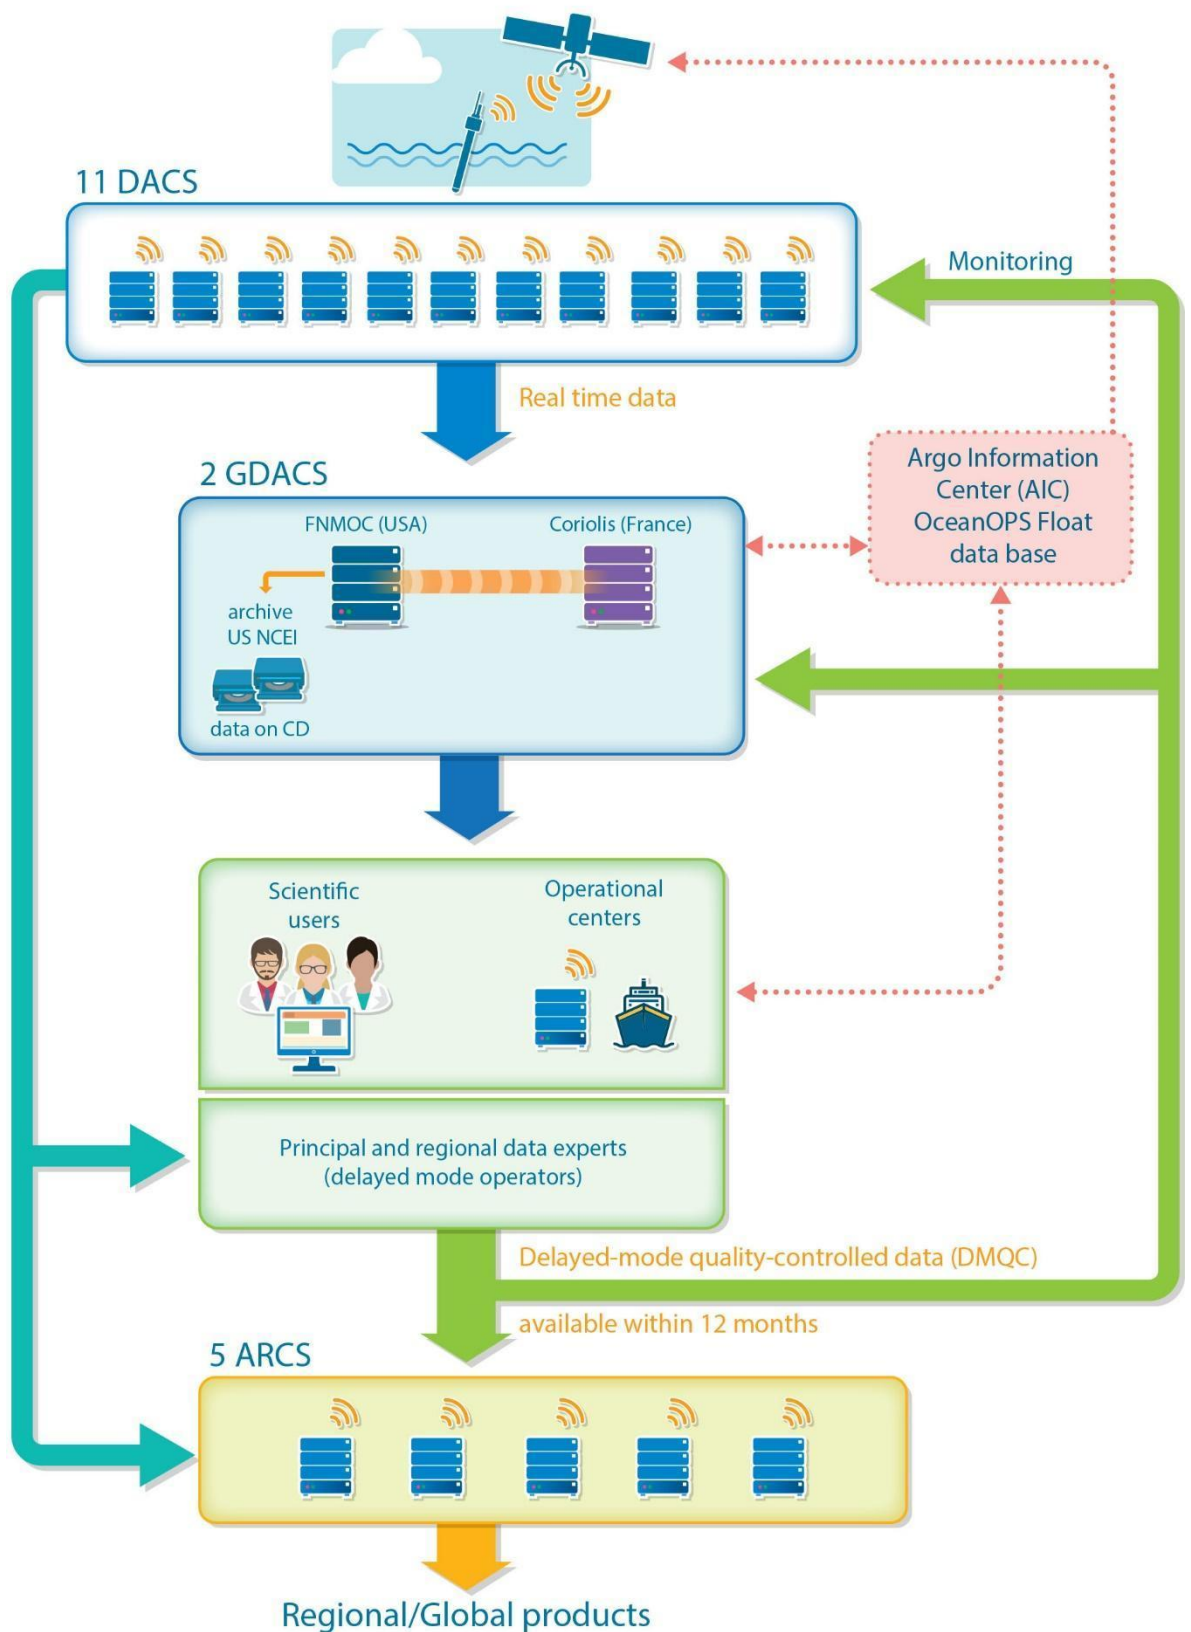 11 DACS
Monitoring
Real time data
Argo Information
Center (AIC)
OceanOPS Float
data base
2 GDACS
FNMOC (USA)
Coriolis (France)
archive
US NCEI
data on CD
Scientific
users
Operational
centers
Principal and regional data experts
(delayed mode operators)
Delayed-mode quality-controlled data (DMQC)
available within 12 months
5 ARCS
Regional/Global products